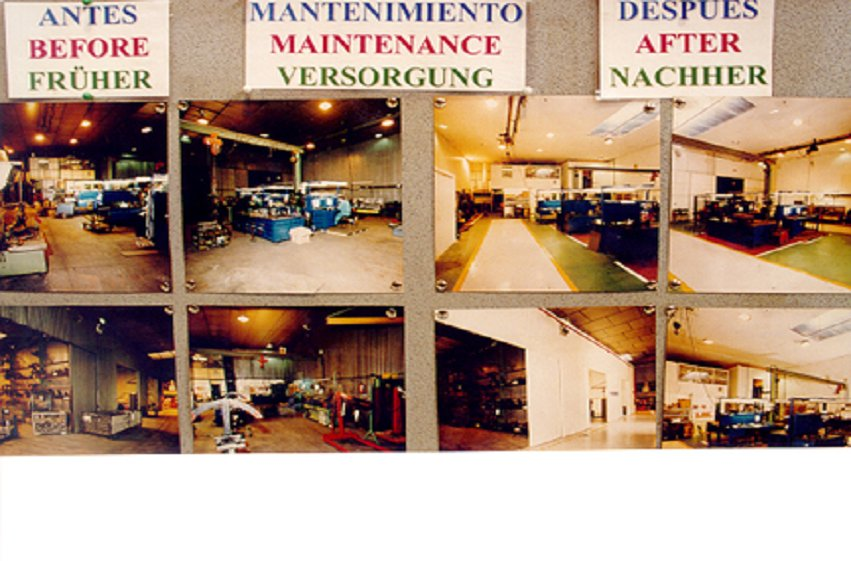 ANTES
BEFORE
FRÜHER
MANTENIMIENTO
MAINTENANCE
VERSORGUNG
DESPUES
AFTER
NACHHER